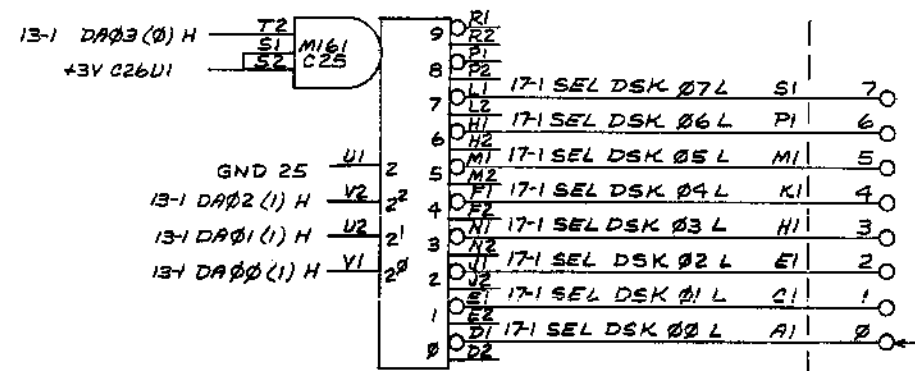 R1
9 R2
13-1 DAØ3 (Ø) H T2 P1
S1 M161 8 P2
+3V C26U1 S2 C25
7 L1 17-1 SEL DSK Ø7 L S1 7
L2
6 H1 17-1 SEL DSK Ø6 L P1 6
H2
5 M1 17-1 SEL DSK Ø5 L M1 5
GND 25 U1 2 M2
13-1 DAØ2 (1) H V2 2² 4 F1 17-1 SEL DSK Ø4 L K1 4
F2
13-1 DAØ1 (1) H U2 2¹ 3 N1 17-1 SEL DSK Ø3 L H1 3
N2
13-1 DAØØ (1) H V1 2⁰ 2 J1 17-1 SEL DSK Ø2 L E1 2
J2
1 E1 17-1 SEL DSK Ø1 L C1 1
E2
Ø D1 17-1 SEL DSK ØØ L A1 Ø
D2